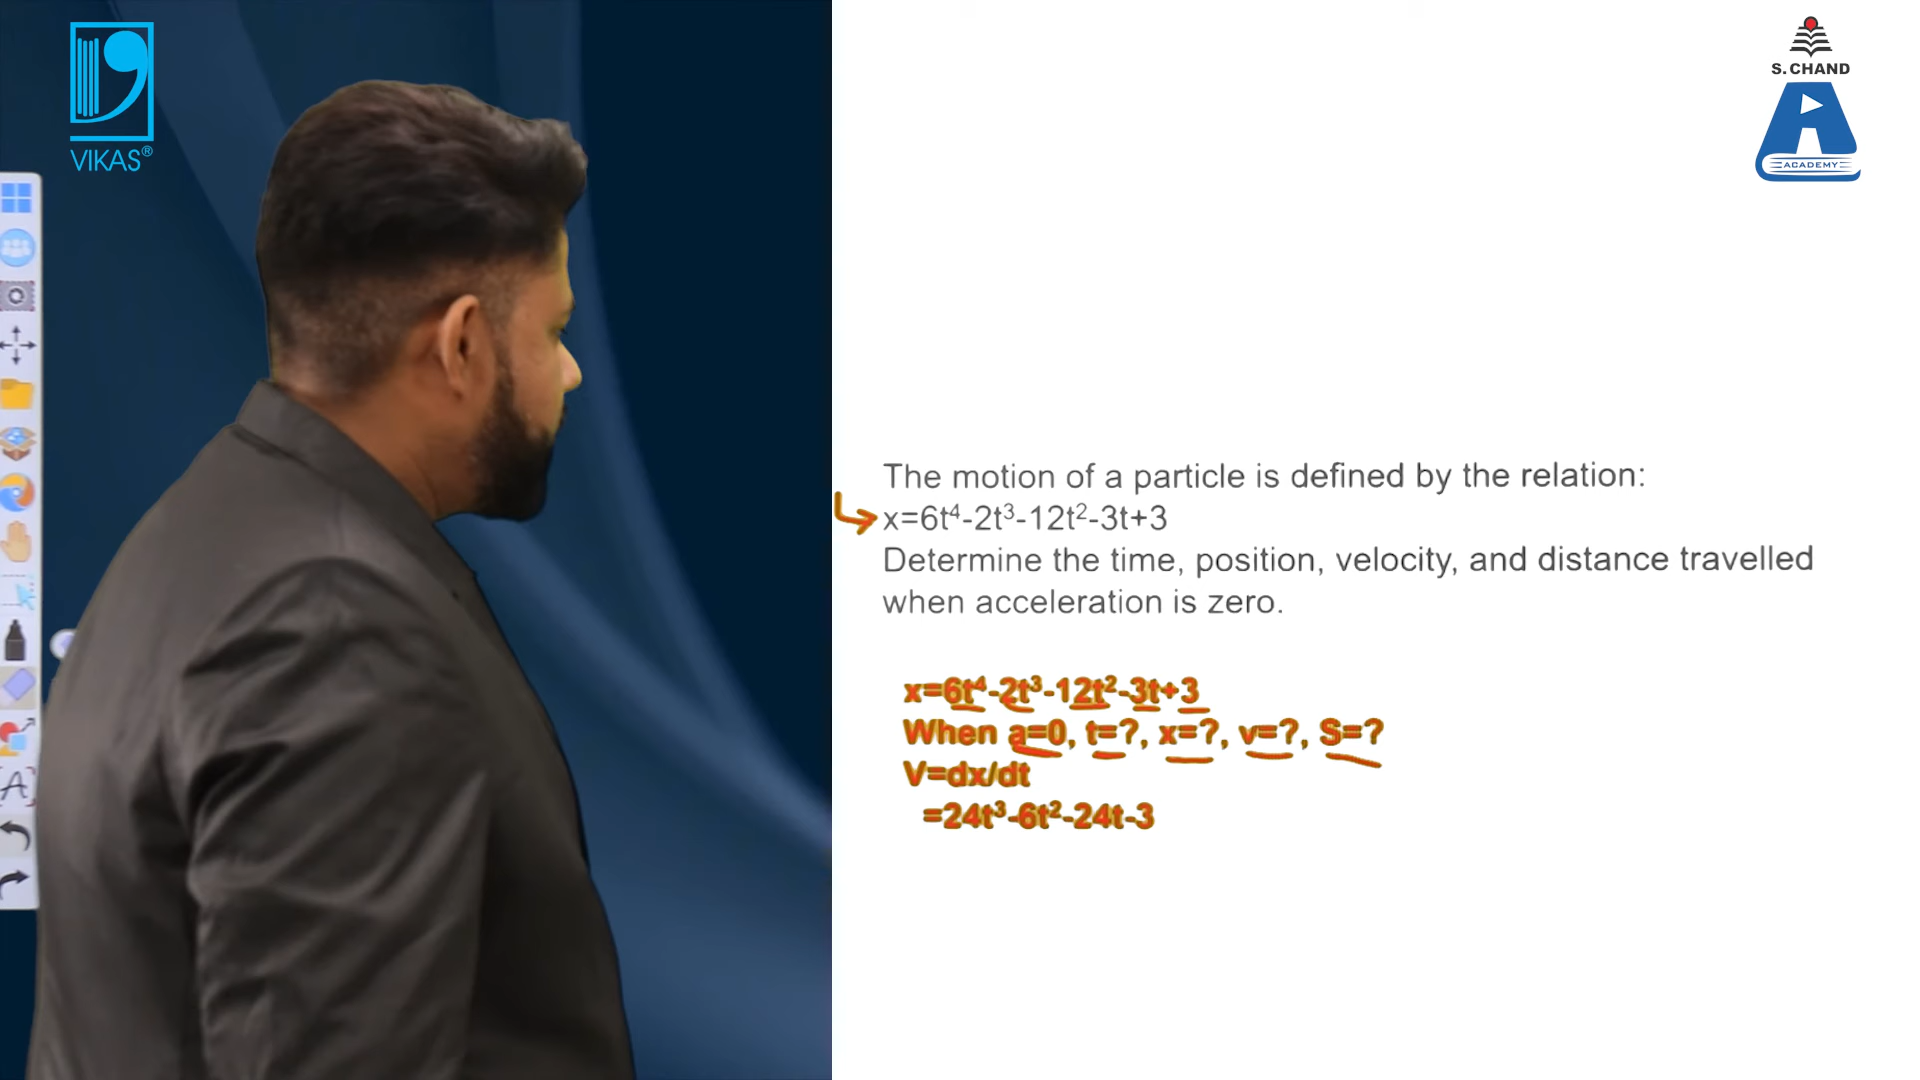 VIKAS®
S. CHAND
ACADEMY
The motion of a particle is defined by the relation:
x=6t⁴-2t³-12t²-3t+3
Determine the time, position, velocity, and distance travelled
when acceleration is zero.
x=6t⁴-2t³-12t²-3t+3
When a=0, t=?, x=?, v=?, S=?
V=dx/dt
=24t³-6t²-24t-3